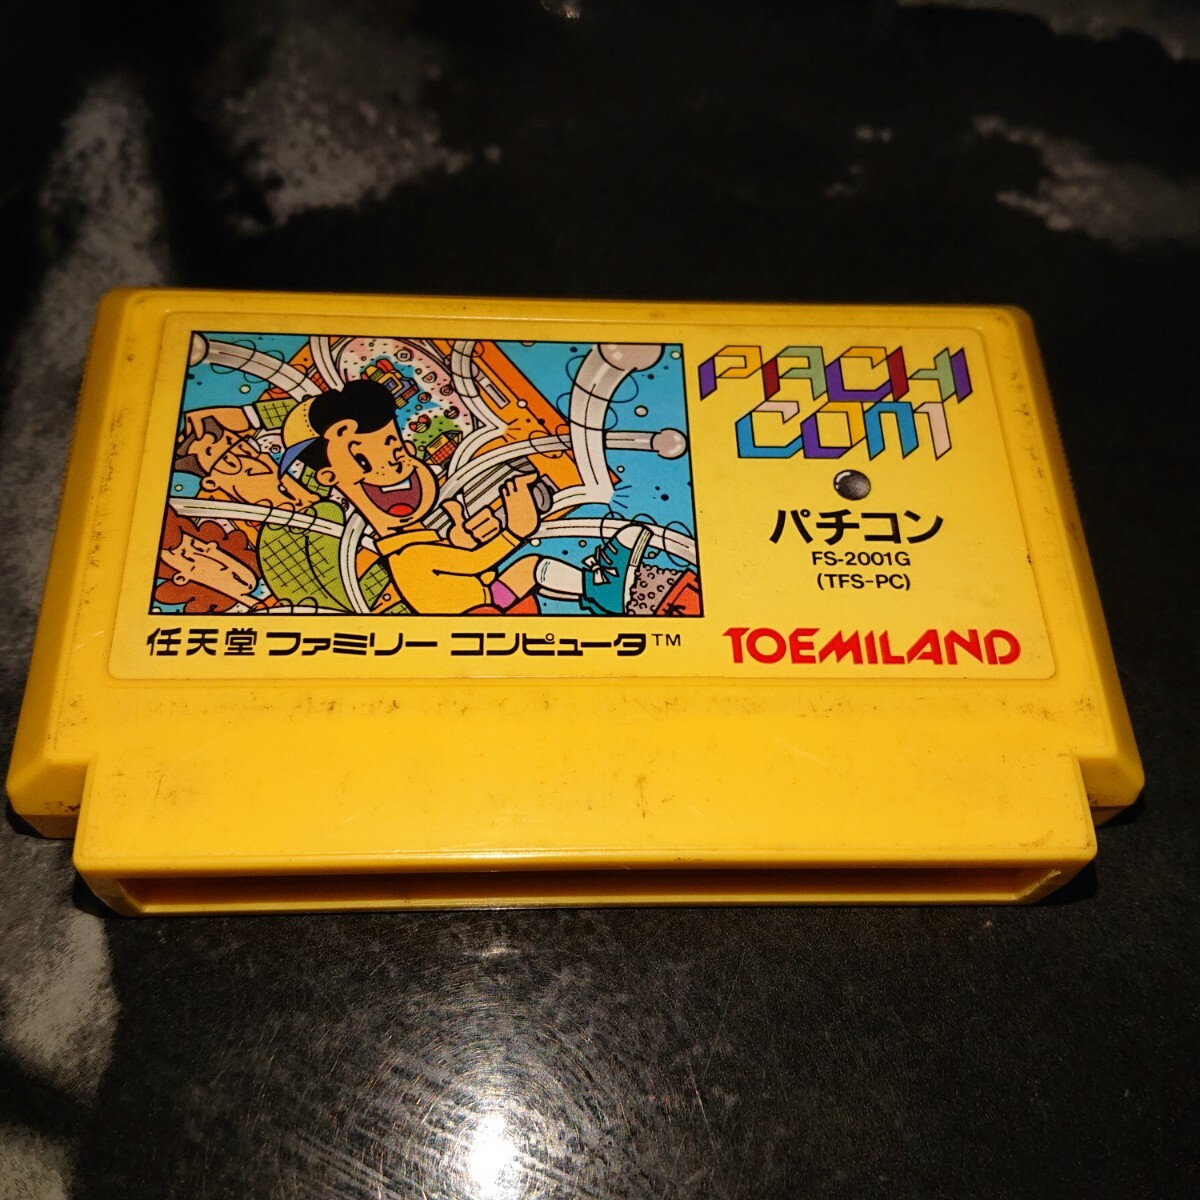 PACHI
COM
パチコン
FS-2001G
(TFS-PC)
任天堂 ファミリー コンピュータ™
TOEMILAND